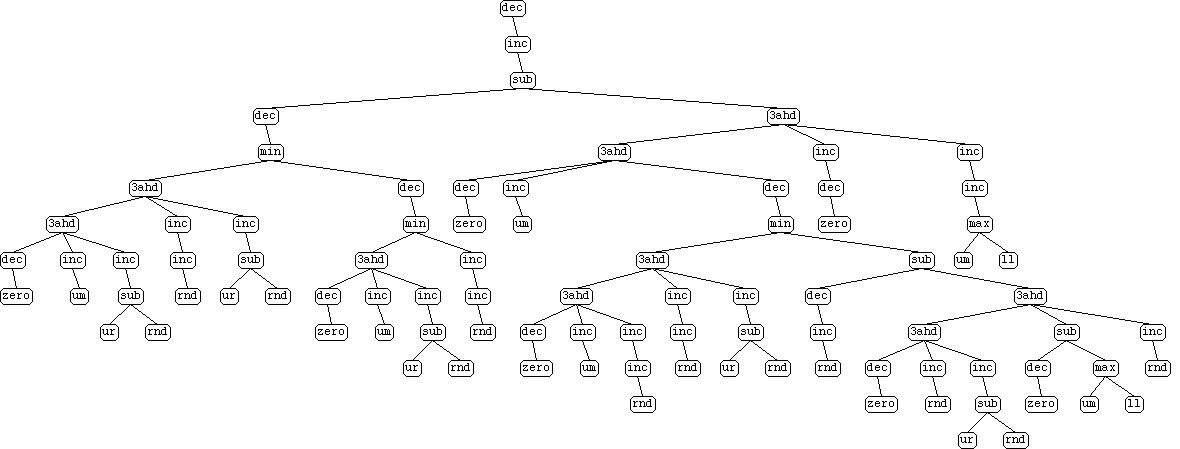 dec
inc
sub
dec 3ahd
min 3ahd inc inc
3ahd dec dec inc dec dec inc
3ahd inc inc min zero um min zero max
dec inc inc inc sub 3ahd inc 3ahd sub um ll
zero um sub rnd ur rnd dec inc inc inc 3ahd inc inc dec 3ahd
ur rnd zero um sub rnd dec inc inc inc sub inc 3ahd sub inc
ur rnd zero um inc rnd ur rnd rnd dec inc inc dec max rnd
rnd zero rnd sub zero um ll
ur rnd